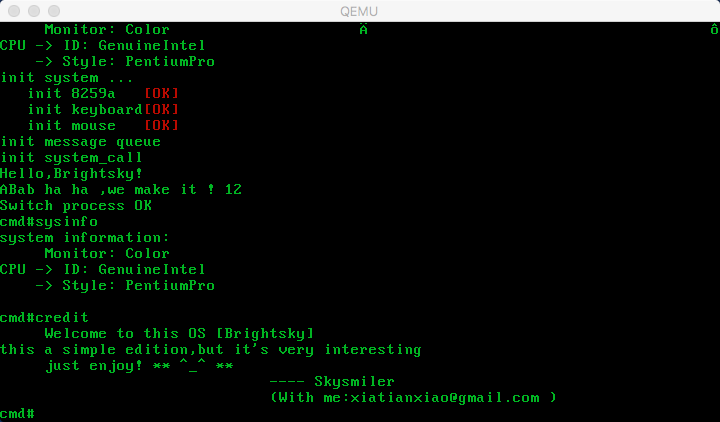 QEMU
Monitor: Color Ä ô
CPU -> ID: GenuineIntel
-> Style: PentiumPro
init system ...
init 8259a [OK]
init keyboard[OK]
init mouse [OK]
init message queue
init system_call
Hello,Brightsky!
ABab ha ha ,we make it ! 12
Switch process OK
cmd#sysinfo
system information:
Monitor: Color
CPU -> ID: GenuineIntel
-> Style: PentiumPro
cmd#credit
Welcome to this OS [Brightsky]
this a simple edition,but it's very interesting
just enjoy! ** ^_^ **
---- Skysmiler
(With me:xiatianxiao@gmail.com )
cmd#